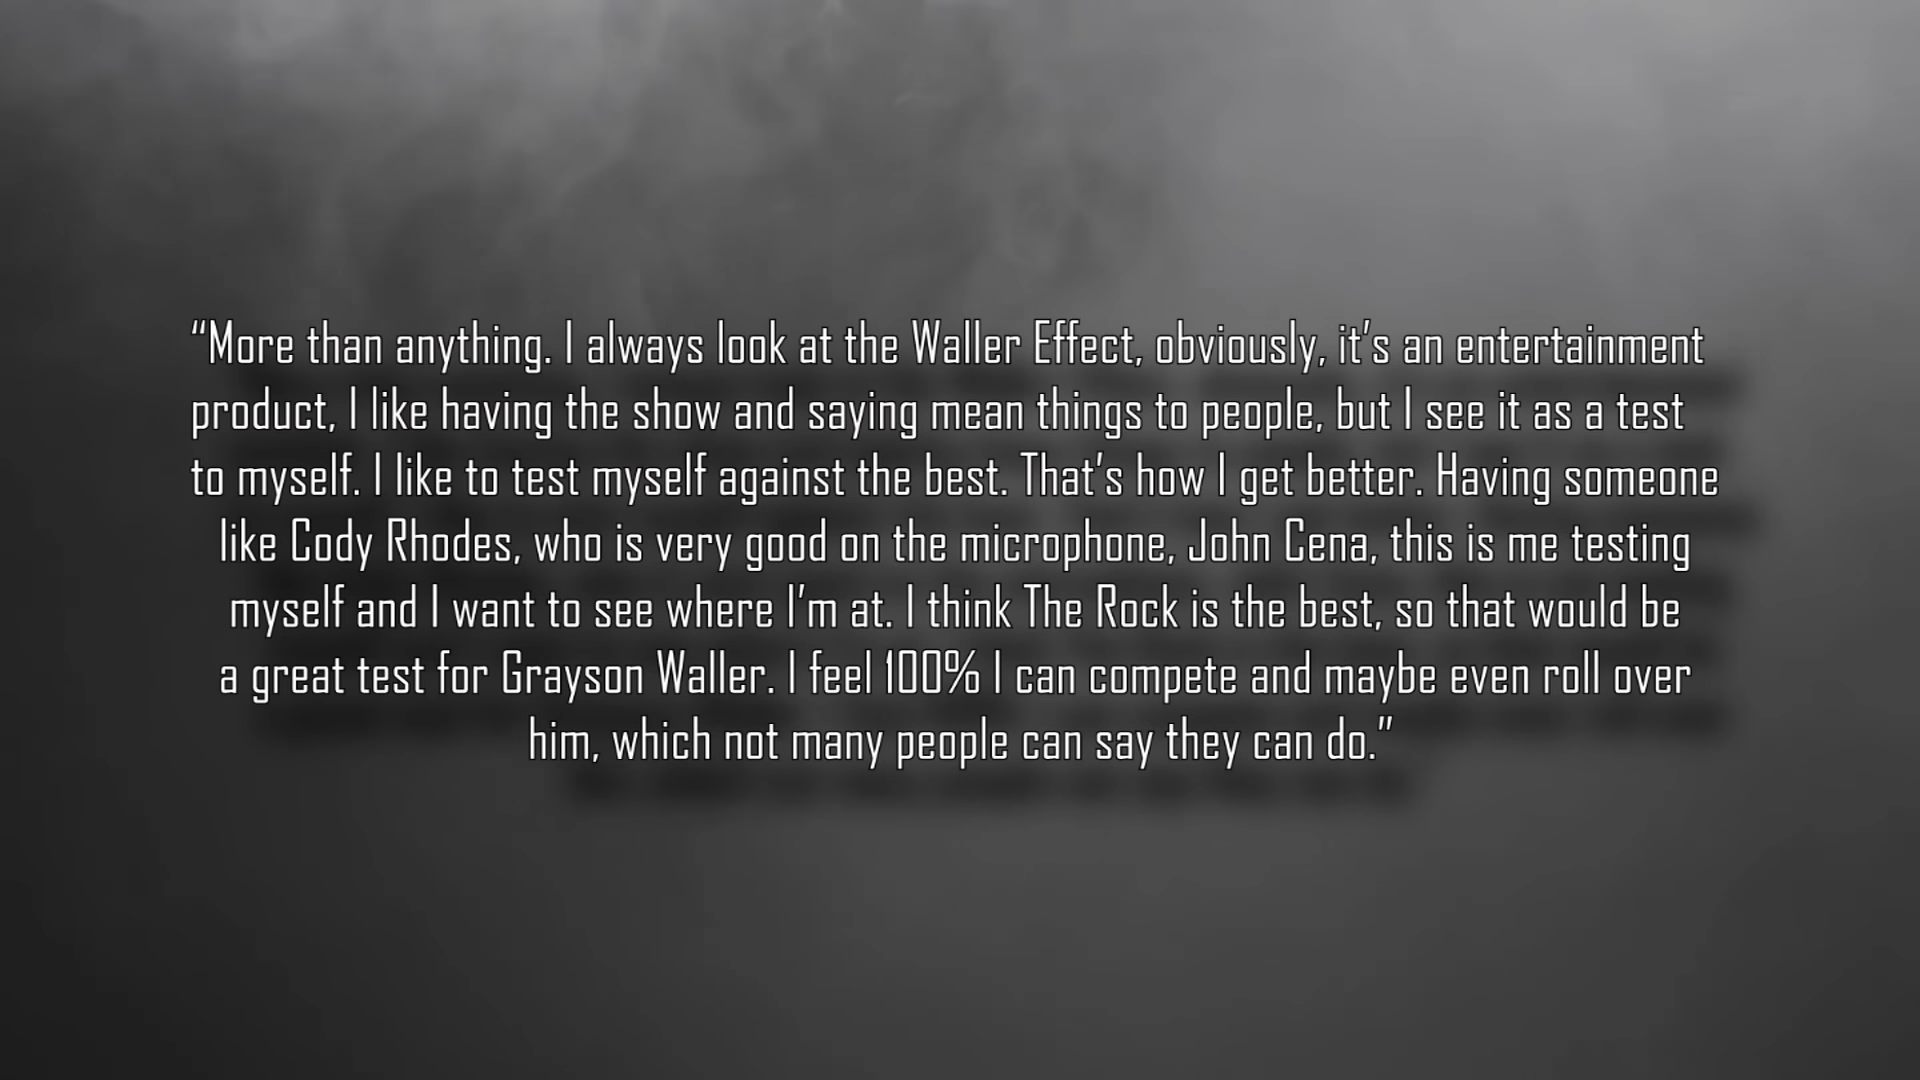 “More than anything. I always look at the Waller Effect, obviously, it’s an entertainment
product, I like having the show and saying mean things to people, but I see it as a test
to myself. I like to test myself against the best. That’s how I get better. Having someone
like Cody Rhodes, who is very good on the microphone, John Cena, this is me testing
myself and I want to see where I’m at. I think The Rock is the best, so that would be
a great test for Grayson Waller. I feel 100% I can compete and maybe even roll over
him, which not many people can say they can do.”